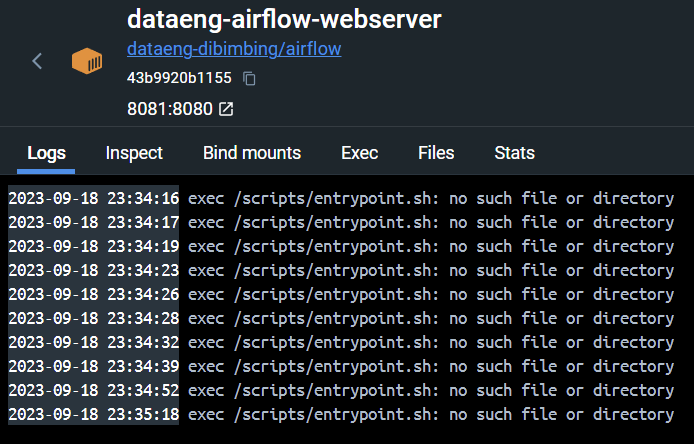 dataeng-airflow-webserver
dataeng-dibimbing/airflow
43b9920b1155
8081:8080
Logs Inspect Bind mounts Exec Files Stats
2023-09-18 23:34:16 exec /scripts/entrypoint.sh: no such file or directory
2023-09-18 23:34:17 exec /scripts/entrypoint.sh: no such file or directory
2023-09-18 23:34:19 exec /scripts/entrypoint.sh: no such file or directory
2023-09-18 23:34:23 exec /scripts/entrypoint.sh: no such file or directory
2023-09-18 23:34:26 exec /scripts/entrypoint.sh: no such file or directory
2023-09-18 23:34:28 exec /scripts/entrypoint.sh: no such file or directory
2023-09-18 23:34:32 exec /scripts/entrypoint.sh: no such file or directory
2023-09-18 23:34:39 exec /scripts/entrypoint.sh: no such file or directory
2023-09-18 23:34:52 exec /scripts/entrypoint.sh: no such file or directory
2023-09-18 23:35:18 exec /scripts/entrypoint.sh: no such file or directory